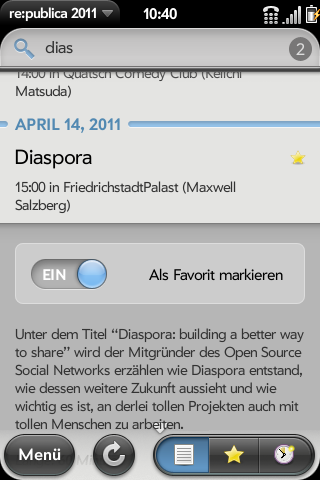 re:publica 2011
10:40
dias
2
14:00 in Quatsch Comedy Club (Keiichi
Matsuda)
APRIL 14, 2011
Diaspora
15:00 in FriedrichstadtPalast (Maxwell
Salzberg)
EIN
Als Favorit markieren
Unter dem Titel “Diaspora: building a better way
to share” wird der Mitgründer des Open Source
Social Networks erzählen wie Diaspora entstand,
wie dessen weitere Zukunft aussieht und wie
wichtig es ist, an derlei tollen Projekten auch mit
tollen Menschen zu arbeiten.
Menü